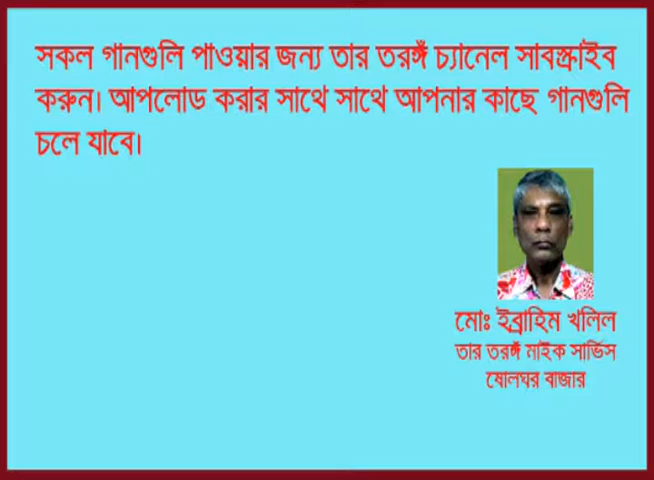 সকল গানগুলি পাওয়ার জন্য তার তরঙ্গঁ চ্যানেল সাবস্ক্রাইব
করুন। আপলোড করার সাথে সাথে আপনার কাছে গানগুলি
চলে যাবে।
মোঃ ইব্রাহিম খলিল
তার তরঙ্গঁ মাইক সার্ভিস
ষোলঘর বাজার